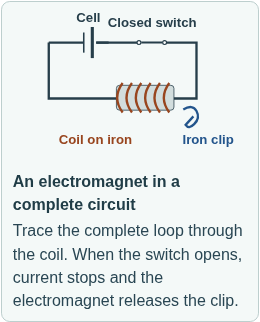 Cell
Closed switch
Coil on iron
Iron clip
An electromagnet in a
complete circuit
Trace the complete loop through
the coil. When the switch opens,
current stops and the
electromagnet releases the clip.